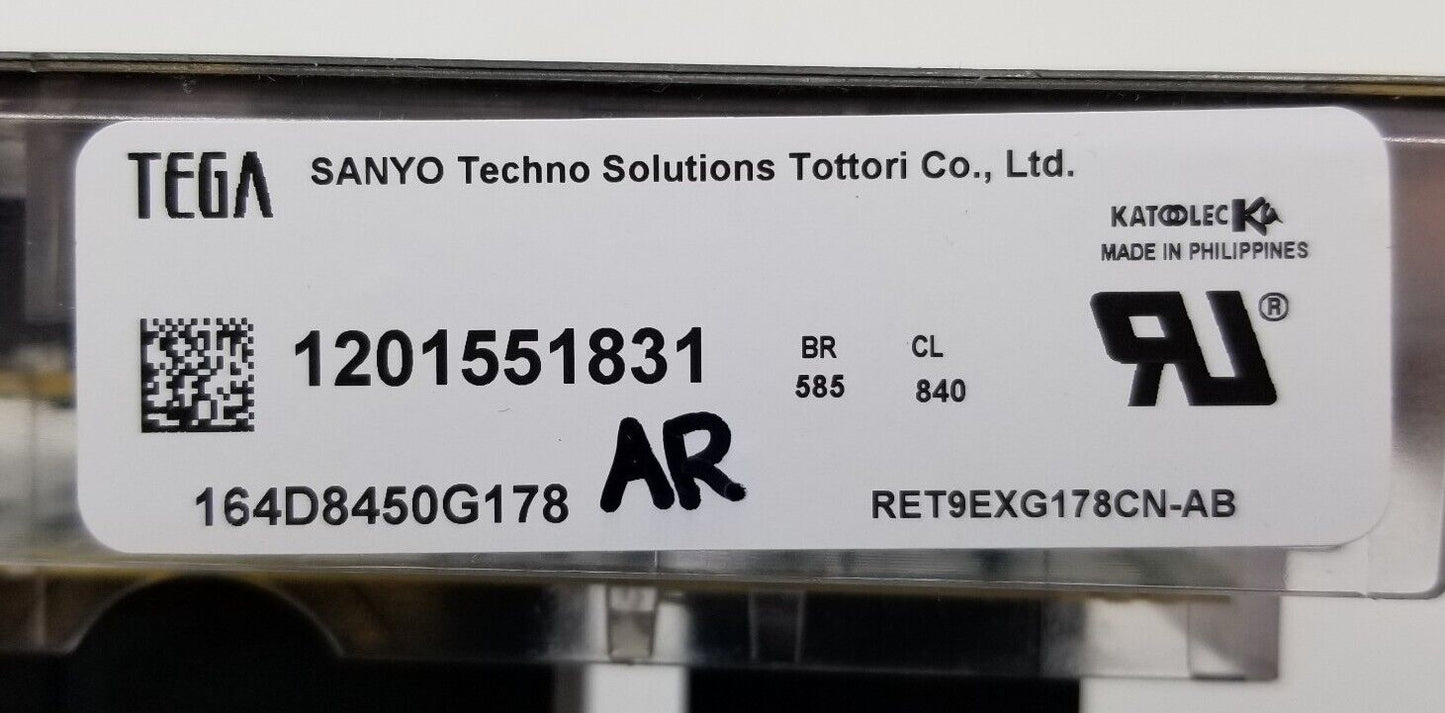 TEGA SANYO Techno Solutions Tottori Co., Ltd.
KATOOLEC
MADE IN PHILIPPINES
®
1201551831
BR CL
585 840
AR
164D8450G178
RET9EXG178CN-AB